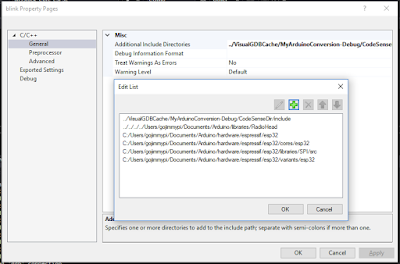 blink Property Pages
C/C++
General
Preprocessor
Advanced
Exported Settings
Debug
Misc
Additional Include Directories ../VisualGDBCache/MyArduinoConversion-Debug/CodeSenseDir
Debug Information Format
Treat Warnings As Errors No
Warning Level Default
Edit List
../VisualGDBCache/MyArduinoConversion-Debug/CodeSenseDir/Include
../../../../Users/gojimmypi/Documents/Arduino/libraries/RadioHead
C:/Users/gojimmypi/Documents/Arduino/hardware/espressif/esp32
C:/Users/gojimmypi/Documents/Arduino/hardware/espressif/esp32/cores/esp32
C:/Users/gojimmypi/Documents/Arduino/hardware/espressif/esp32/libraries/SPI/src
C:/Users/gojimmypi/Documents/Arduino/hardware/espressif/esp32/variants/esp32
OK Cancel
Specifies one or more directories to add to the include path; separate with semi-colons if more than one.
OK Cancel Apply